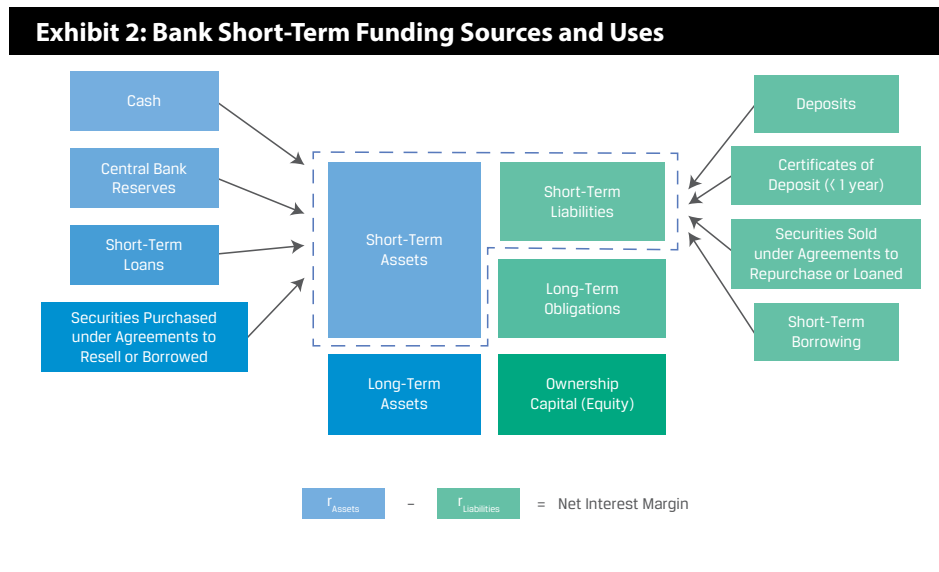 Exhibit 2: Bank Short-Term Funding Sources and Uses
Cash
Central Bank
Reserves
Short-Term
Loans
Securities Purchased
under Agreements to
Resell or Borrowed
Short-Term
Assets
Long-Term
Assets
Short-Term
Liabilities
Long-Term
Obligations
Ownership
Capital (Equity)
Deposits
Certificates of
Deposit (< 1 year)
Securities Sold
under Agreements to
Repurchase or Loaned
Short-Term
Borrowing
r Assets – r Liabilities = Net Interest Margin